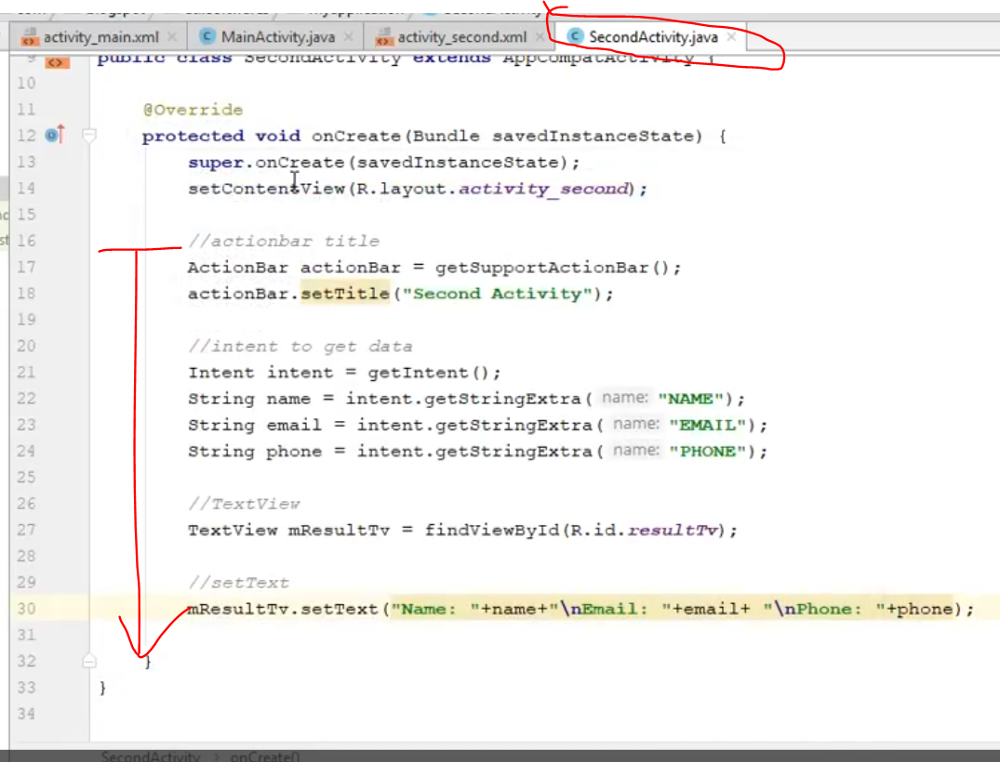 activity_main.xml × MainActivity.java × activity_second.xml × SecondActivity.java ×
9 public class SecondActivity extends AppCompatActivity {
10
11 @Override
12 protected void onCreate(Bundle savedInstanceState) {
13 super.onCreate(savedInstanceState);
14 setContentView(R.layout.activity_second);
15
16 //actionbar title
17 ActionBar actionBar = getSupportActionBar();
18 actionBar.setTitle("Second Activity");
19
20 //intent to get data
21 Intent intent = getIntent();
22 String name = intent.getStringExtra( name: "NAME");
23 String email = intent.getStringExtra( name: "EMAIL");
24 String phone = intent.getStringExtra( name: "PHONE");
25
26 //TextView
27 TextView mResultTv = findViewById(R.id.resultTv);
28
29 //setText
30 mResultTv.setText("Name: "+name+"\nEmail: "+email+ "\nPhone: "+phone);
31
32 }
33 }
34
SecondActivity > onCreate()